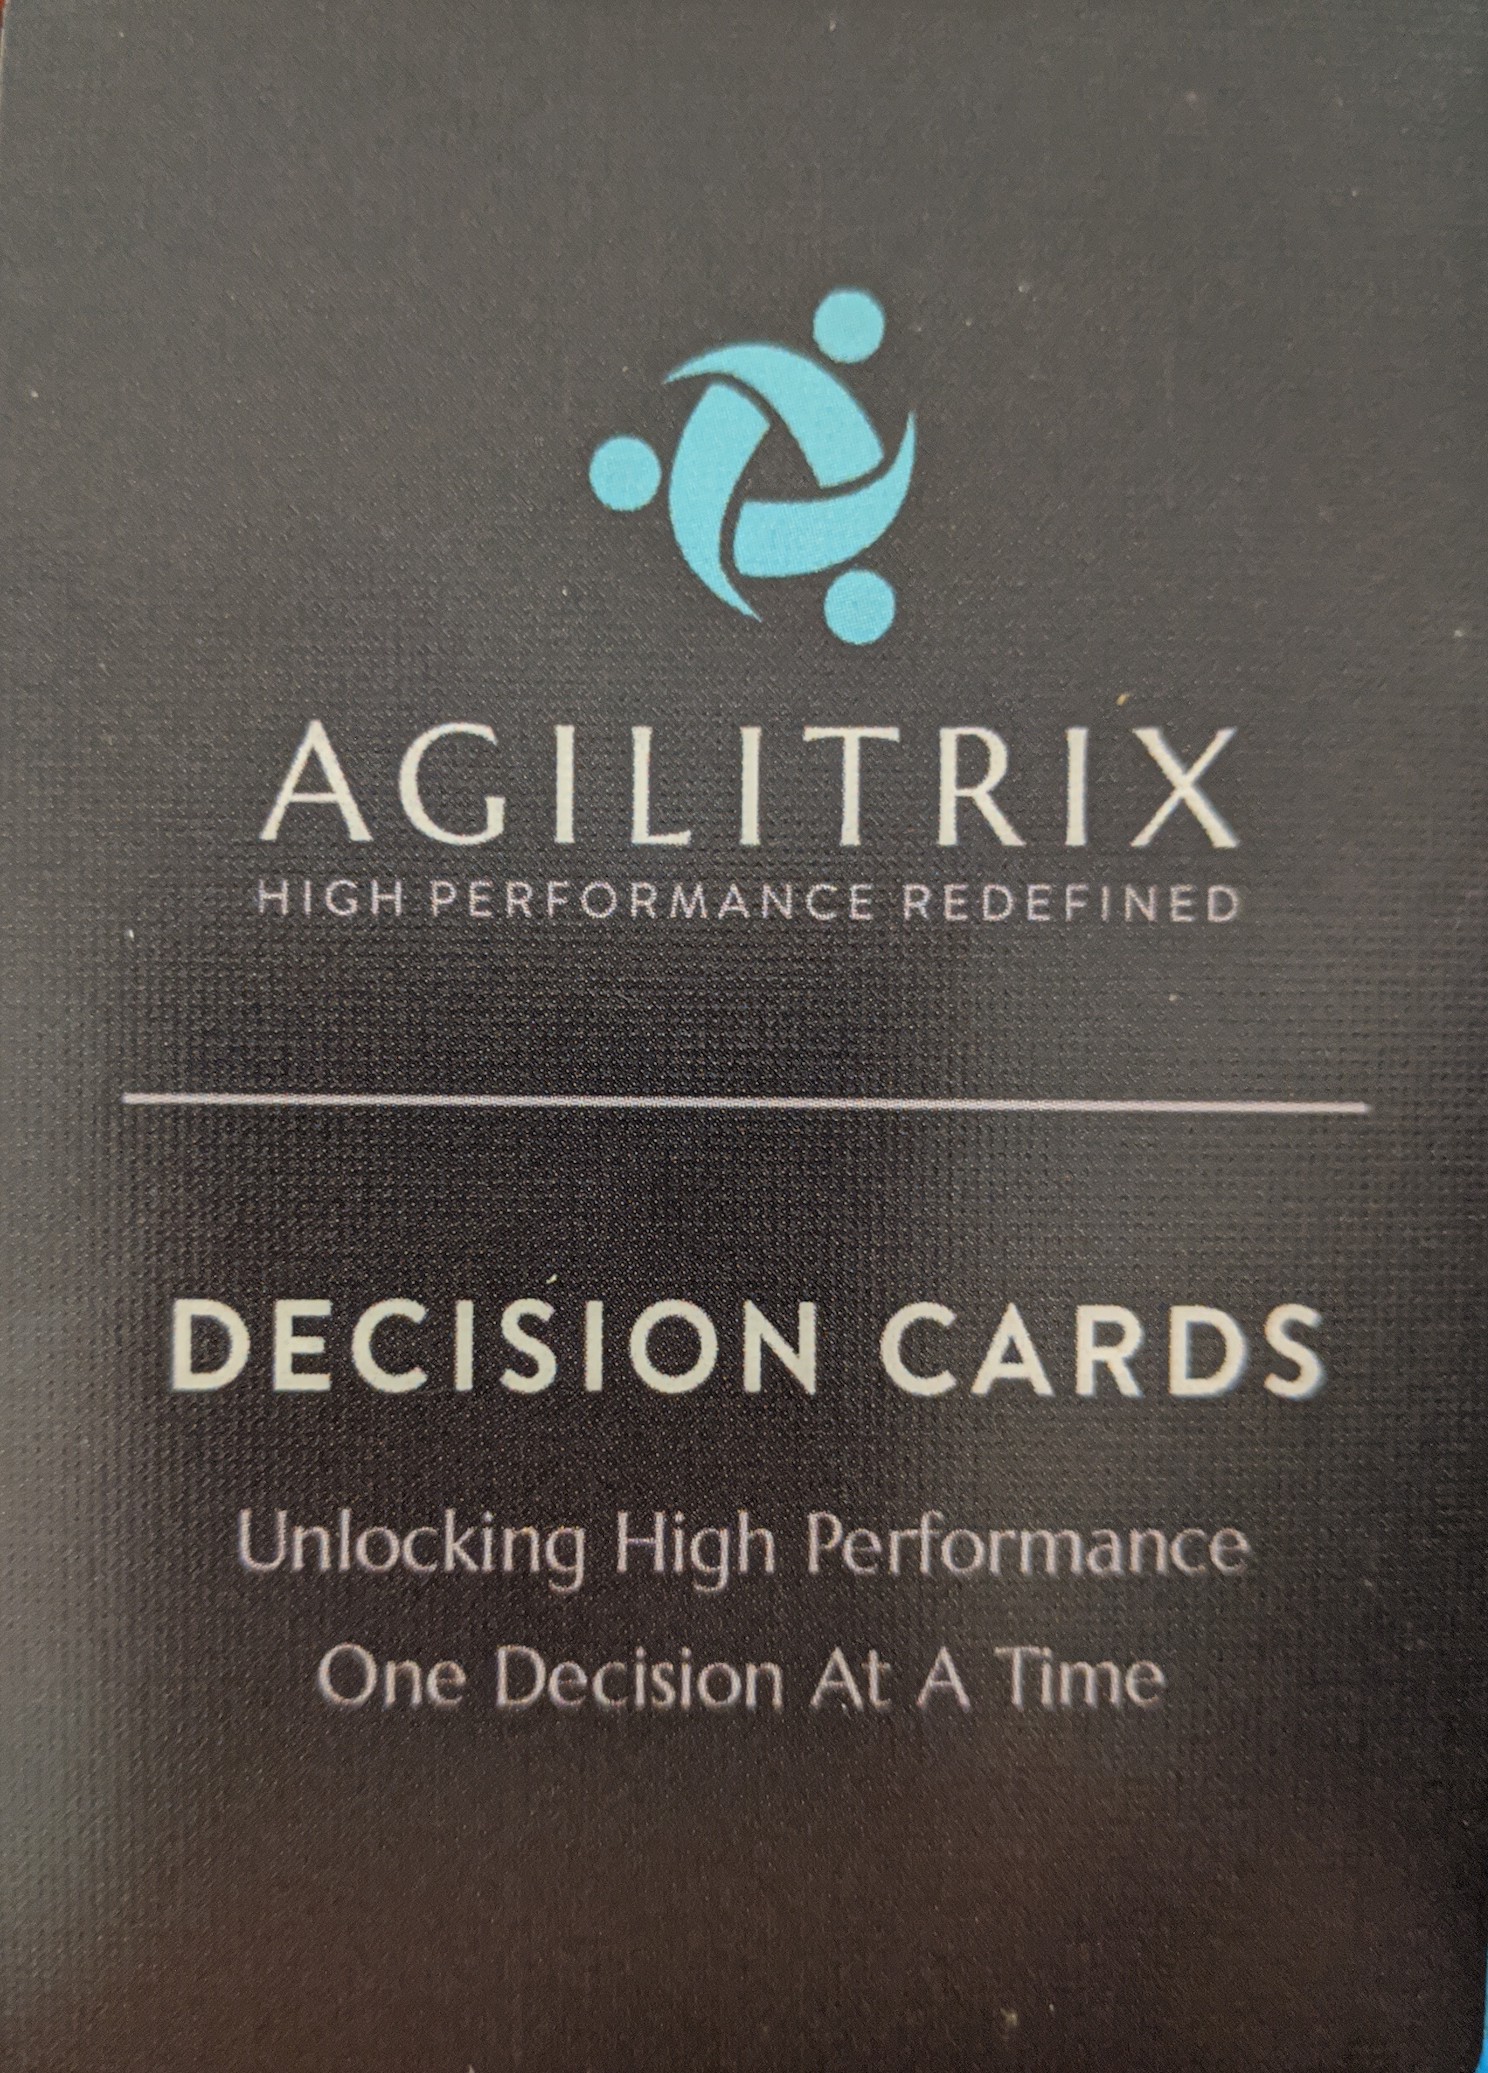 AGILITRIX
HIGH PERFORMANCE REDEFINED
DECISION CARDS
Unlocking High Performance
One Decision At A Time